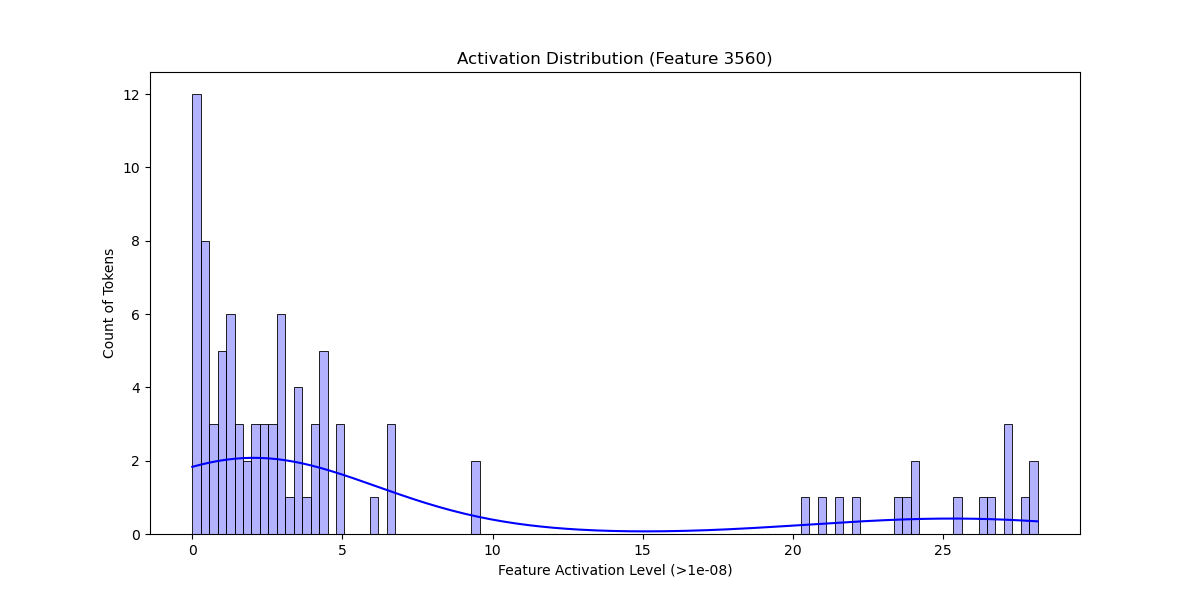 Activation Distribution (Feature 3560)
12
10
8
6
4
2
0
Count of Tokens
0 5 10 15 20 25
Feature Activation Level (>1e-08)